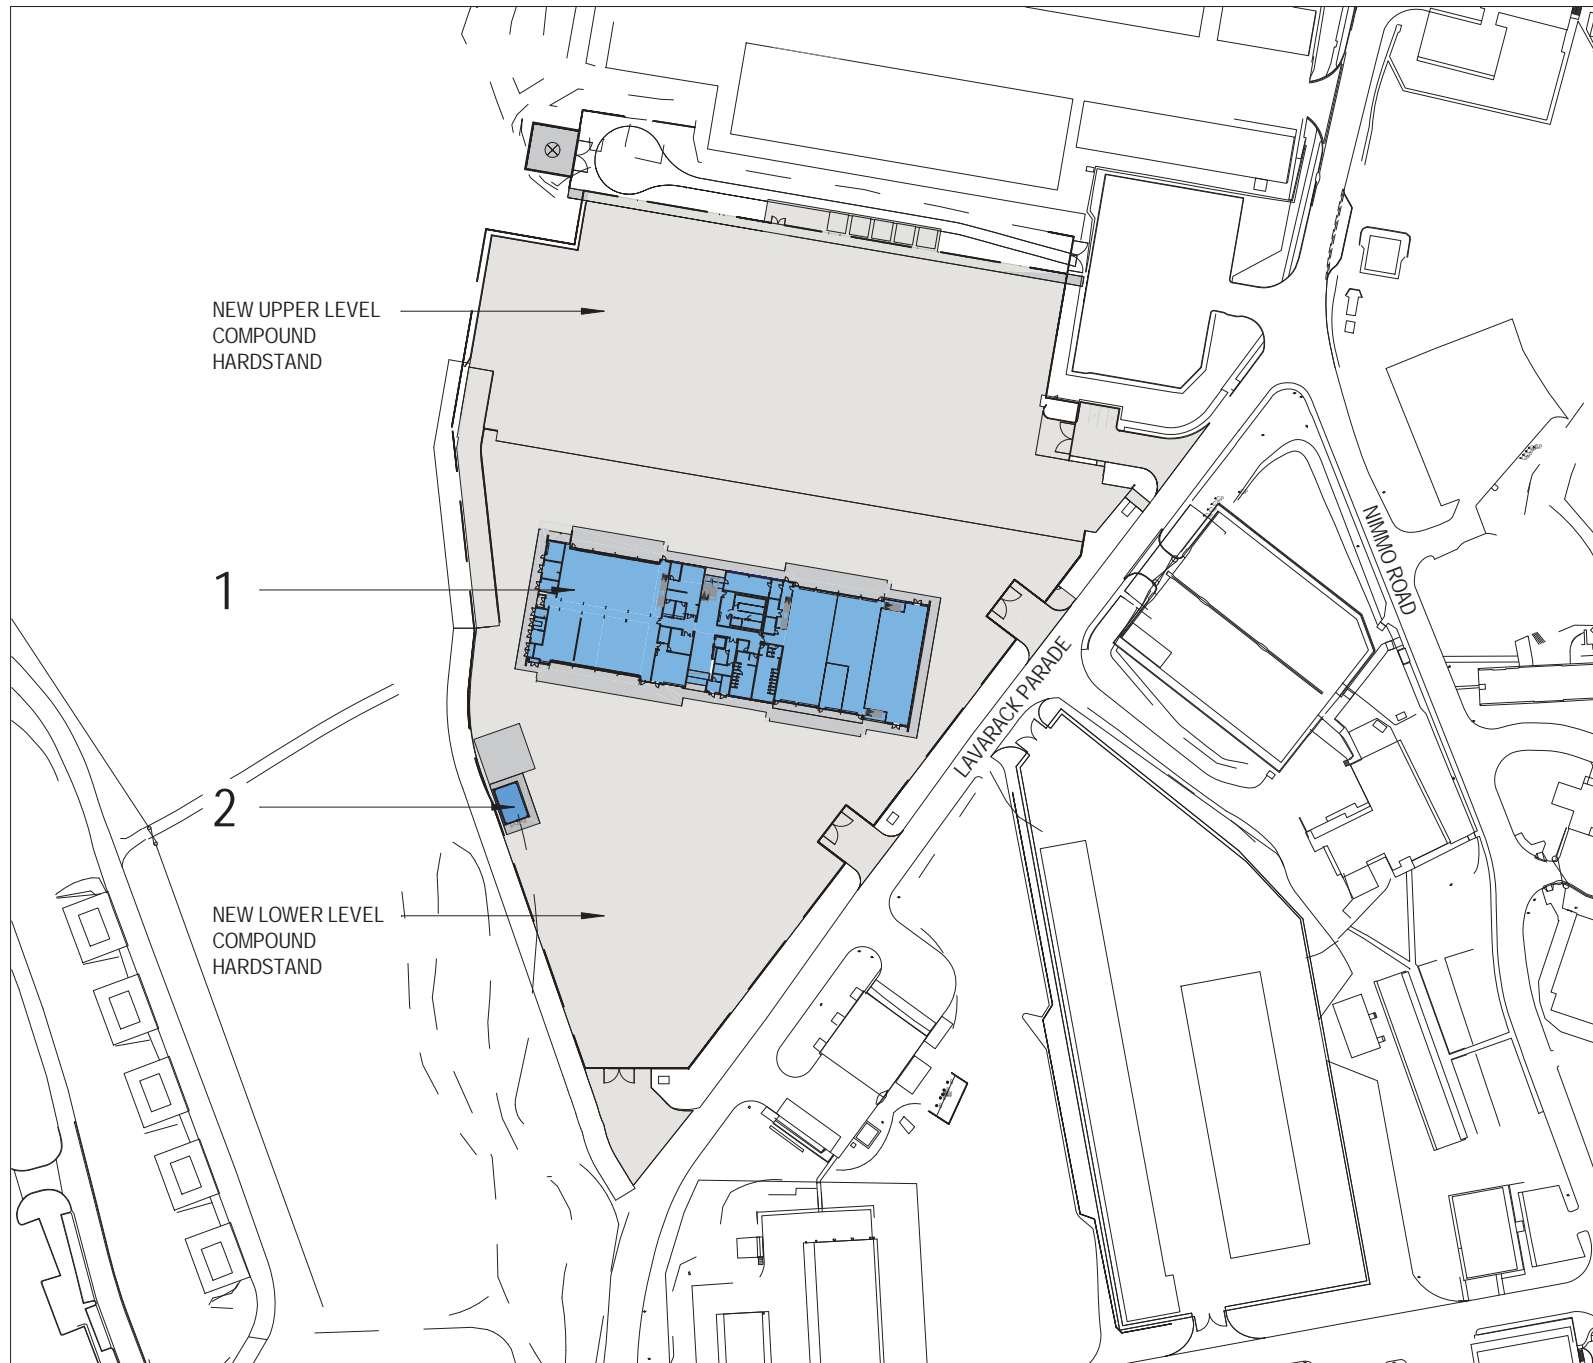 NEW UPPER LEVEL
COMPOUND
HARDSTAND
1
NIMMO ROAD
LAVARACK PARADE
2
NEW LOWER LEVEL
COMPOUND
HARDSTAND